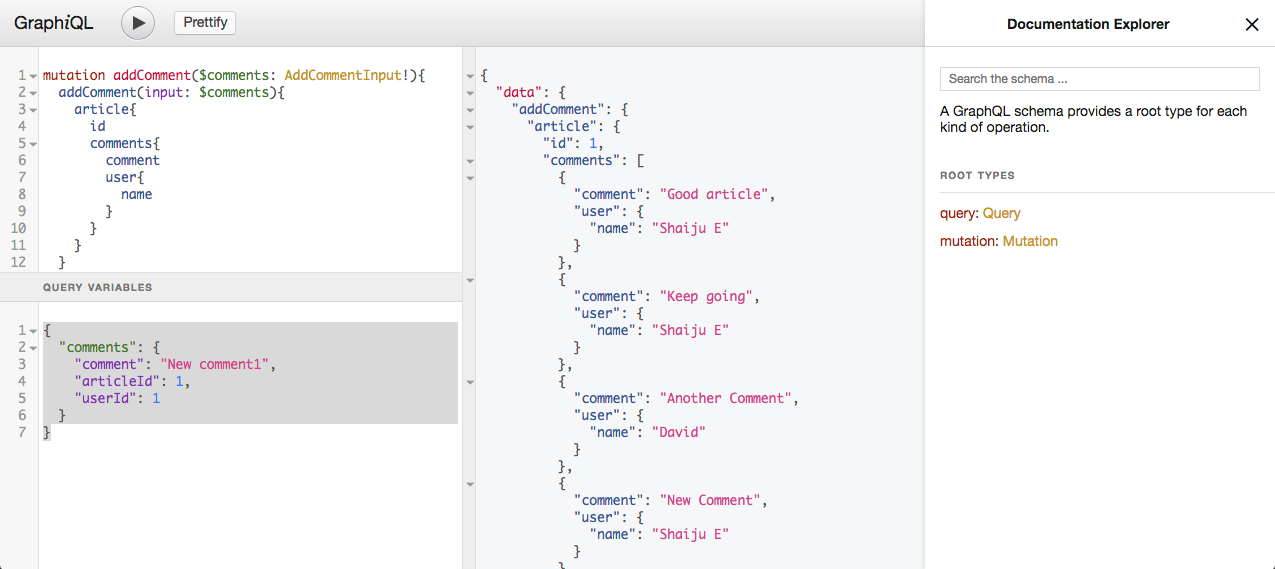 GraphiQL
Prettify
1 mutation addComment($comments: AddCommentInput!){
2   addComment(input: $comments){
3     article{
4       id
5       comments{
6         comment
7         user{
8           name
9         }
10       }
11     }
12   }
QUERY VARIABLES
1 {
2   "comments": {
3     "comment": "New comment1",
4     "articleId": 1,
5     "userId": 1
6   }
7 }
{
  "data": {
    "addComment": {
      "article": {
        "id": 1,
        "comments": [
          {
            "comment": "Good article",
            "user": {
              "name": "Shaiju E"
            }
          },
          {
            "comment": "Keep going",
            "user": {
              "name": "Shaiju E"
            }
          },
          {
            "comment": "Another Comment",
            "user": {
              "name": "David"
            }
          },
          {
            "comment": "New Comment",
            "user": {
              "name": "Shaiju E"
            }
          },
Documentation Explorer
Search the schema ...
A GraphQL schema provides a root type for each
kind of operation.
ROOT TYPES
query: Query
mutation: Mutation